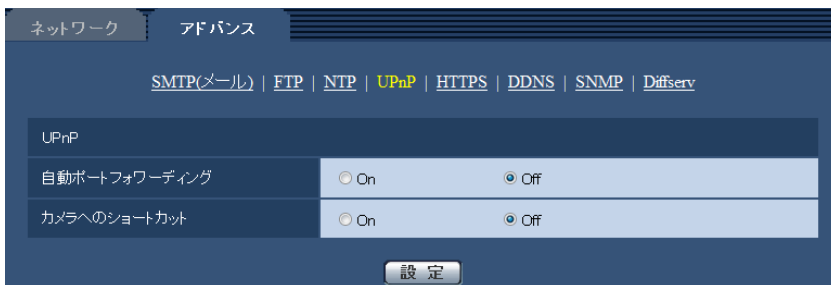 ネットワーク アドバンス
SMTP(メール) | FTP | NTP | UPnP | HTTPS | DDNS | SNMP | Diffserv
UPnP
自動ポートフォワーディング On Off
カメラへのショートカット On Off
設定